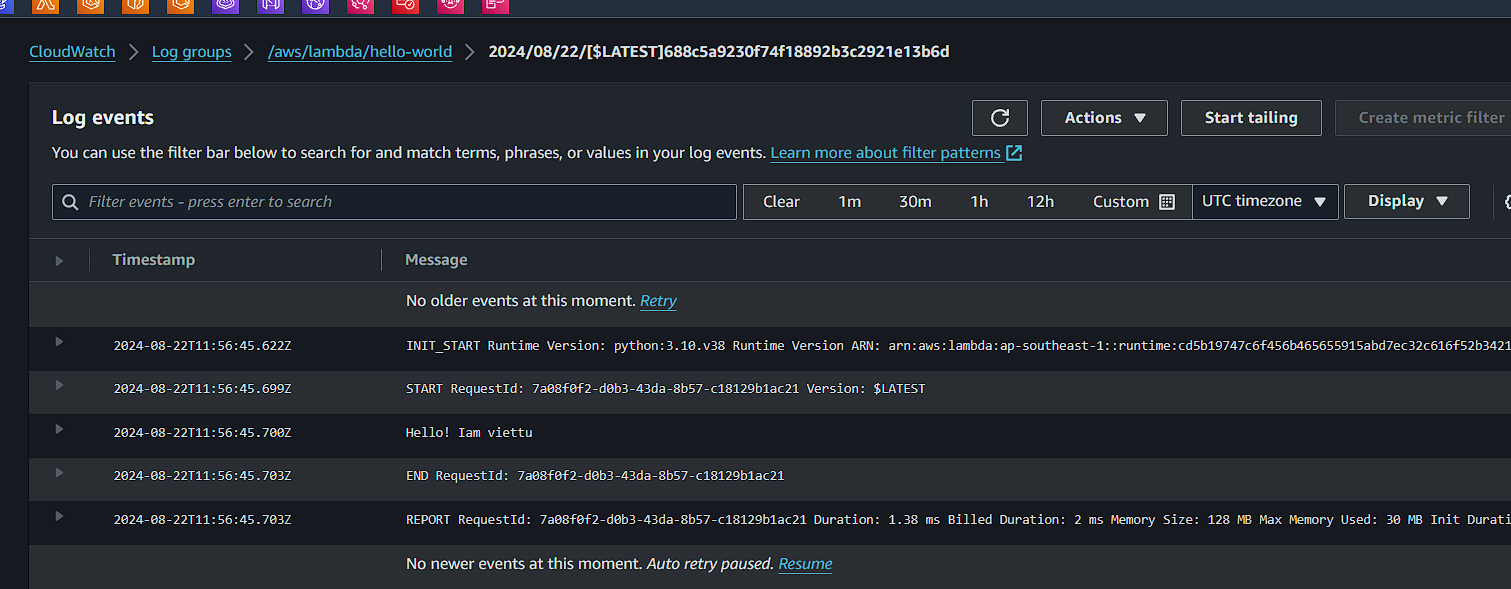 CloudWatch > Log groups > /aws/lambda/hello-world > 2024/08/22/[$LATEST]688c5a9230f74f18892b3c2921e13b6d
Log events
Actions ▼ Start tailing Create metric filter
You can use the filter bar below to search for and match terms, phrases, or values in your log events. Learn more about filter patterns
Filter events - press enter to search Clear 1m 30m 1h 12h Custom UTC timezone ▼ Display ▼
Timestamp Message
No older events at this moment. Retry
2024-08-22T11:56:45.622Z INIT_START Runtime Version: python:3.10.v38 Runtime Version ARN: arn:aws:lambda:ap-southeast-1::runtime:cd5b19747c6f456b465655915abd7ec32c616f52b3421
2024-08-22T11:56:45.699Z START RequestId: 7a08f0f2-d0b3-43da-8b57-c18129b1ac21 Version: $LATEST
2024-08-22T11:56:45.700Z Hello! Iam viettu
2024-08-22T11:56:45.703Z END RequestId: 7a08f0f2-d0b3-43da-8b57-c18129b1ac21
2024-08-22T11:56:45.703Z REPORT RequestId: 7a08f0f2-d0b3-43da-8b57-c18129b1ac21 Duration: 1.38 ms Billed Duration: 2 ms Memory Size: 128 MB Max Memory Used: 30 MB Init Durati
No newer events at this moment. Auto retry paused. Resume